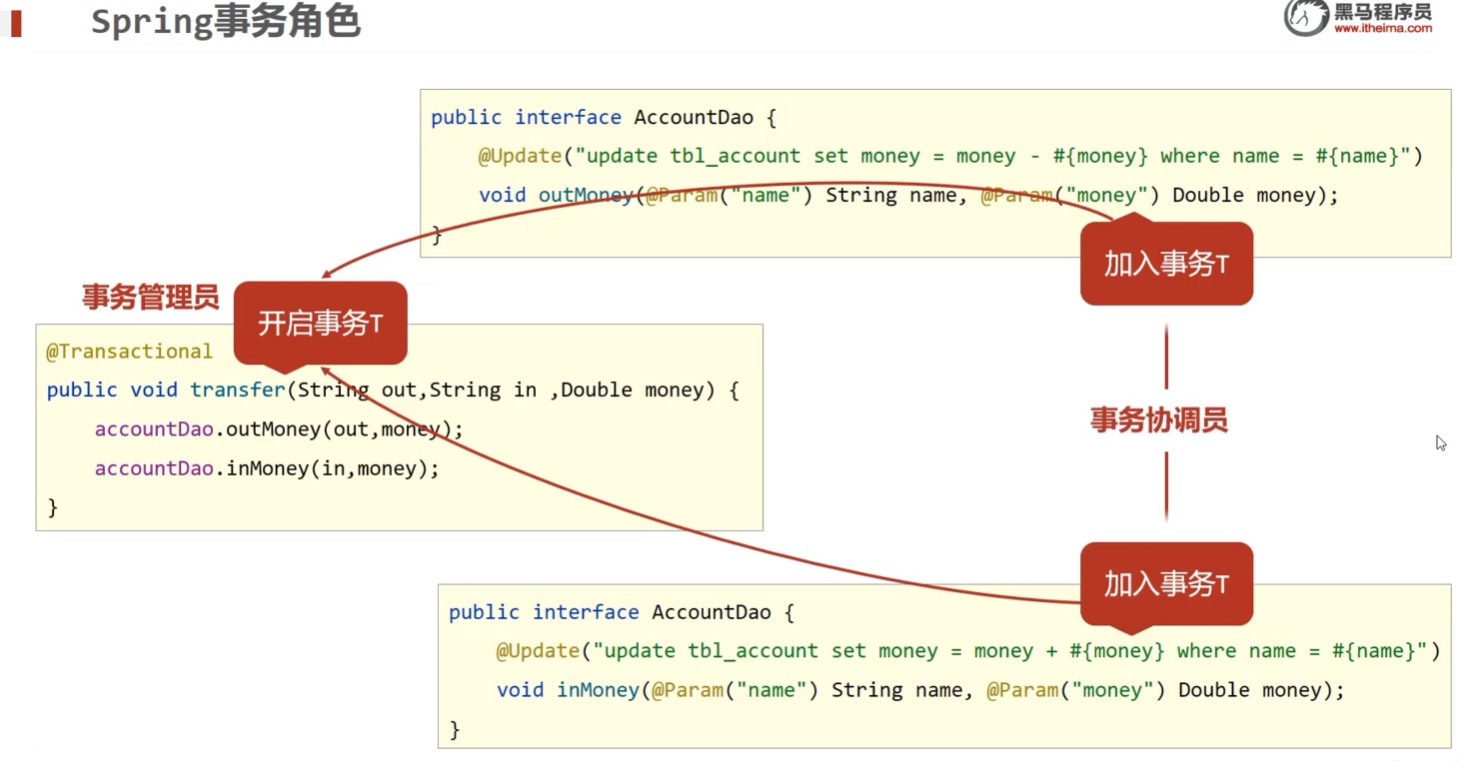 Spring事务角色
黑马程序员
www.itheima.com
public interface AccountDao {
@Update("update tbl_account set money = money - #{money} where name = #{name}")
void outMoney(@Param("name") String name, @Param("money") Double money);
}
加入事务T
事务管理员
开启事务T
@Transactional
public void transfer(String out,String in ,Double money) {
accountDao.outMoney(out,money);
accountDao.inMoney(in,money);
}
事务协调员
加入事务T
public interface AccountDao {
@Update("update tbl_account set money = money + #{money} where name = #{name}")
void inMoney(@Param("name") String name, @Param("money") Double money);
}